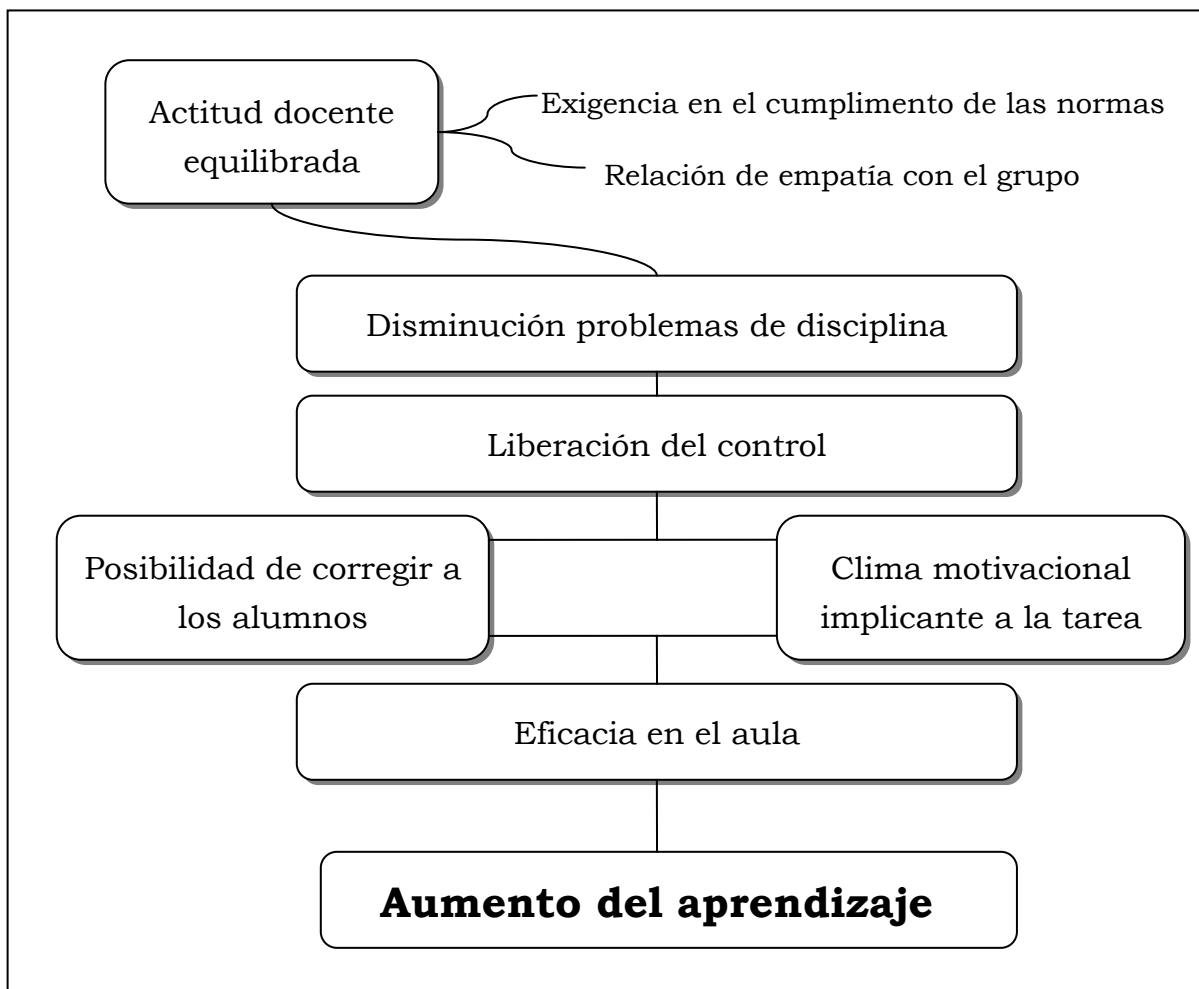 Actitud docente
equilibrada
Exigencia en el cumplimento de las normas
Relación de empatía con el grupo
Disminución problemas de disciplina
Liberación del control
Posibilidad de corregir a
los alumnos
Clima motivacional
implicante a la tarea
Eficacia en el aula
Aumento del aprendizaje